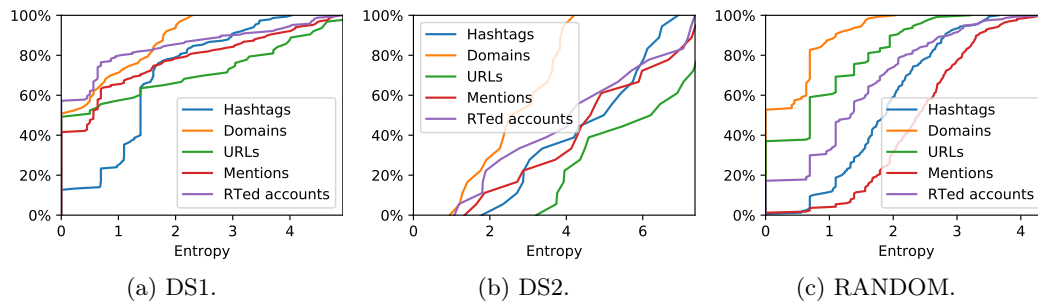 100%
80%
60%
40%
20%
0%
0 1 2 3 4
Entropy
Hashtags
Domains
URLs
Mentions
RTed accounts
(a) DS1.
100%
80%
60%
40%
20%
0%
2 4 6
Entropy
Hashtags
Domains
URLs
Mentions
RTed accounts
(b) DS2.
100%
80%
60%
40%
20%
0%
0 1 2 3 4
Entropy
Hashtags
Domains
URLs
Mentions
RTed accounts
(c) RANDOM.